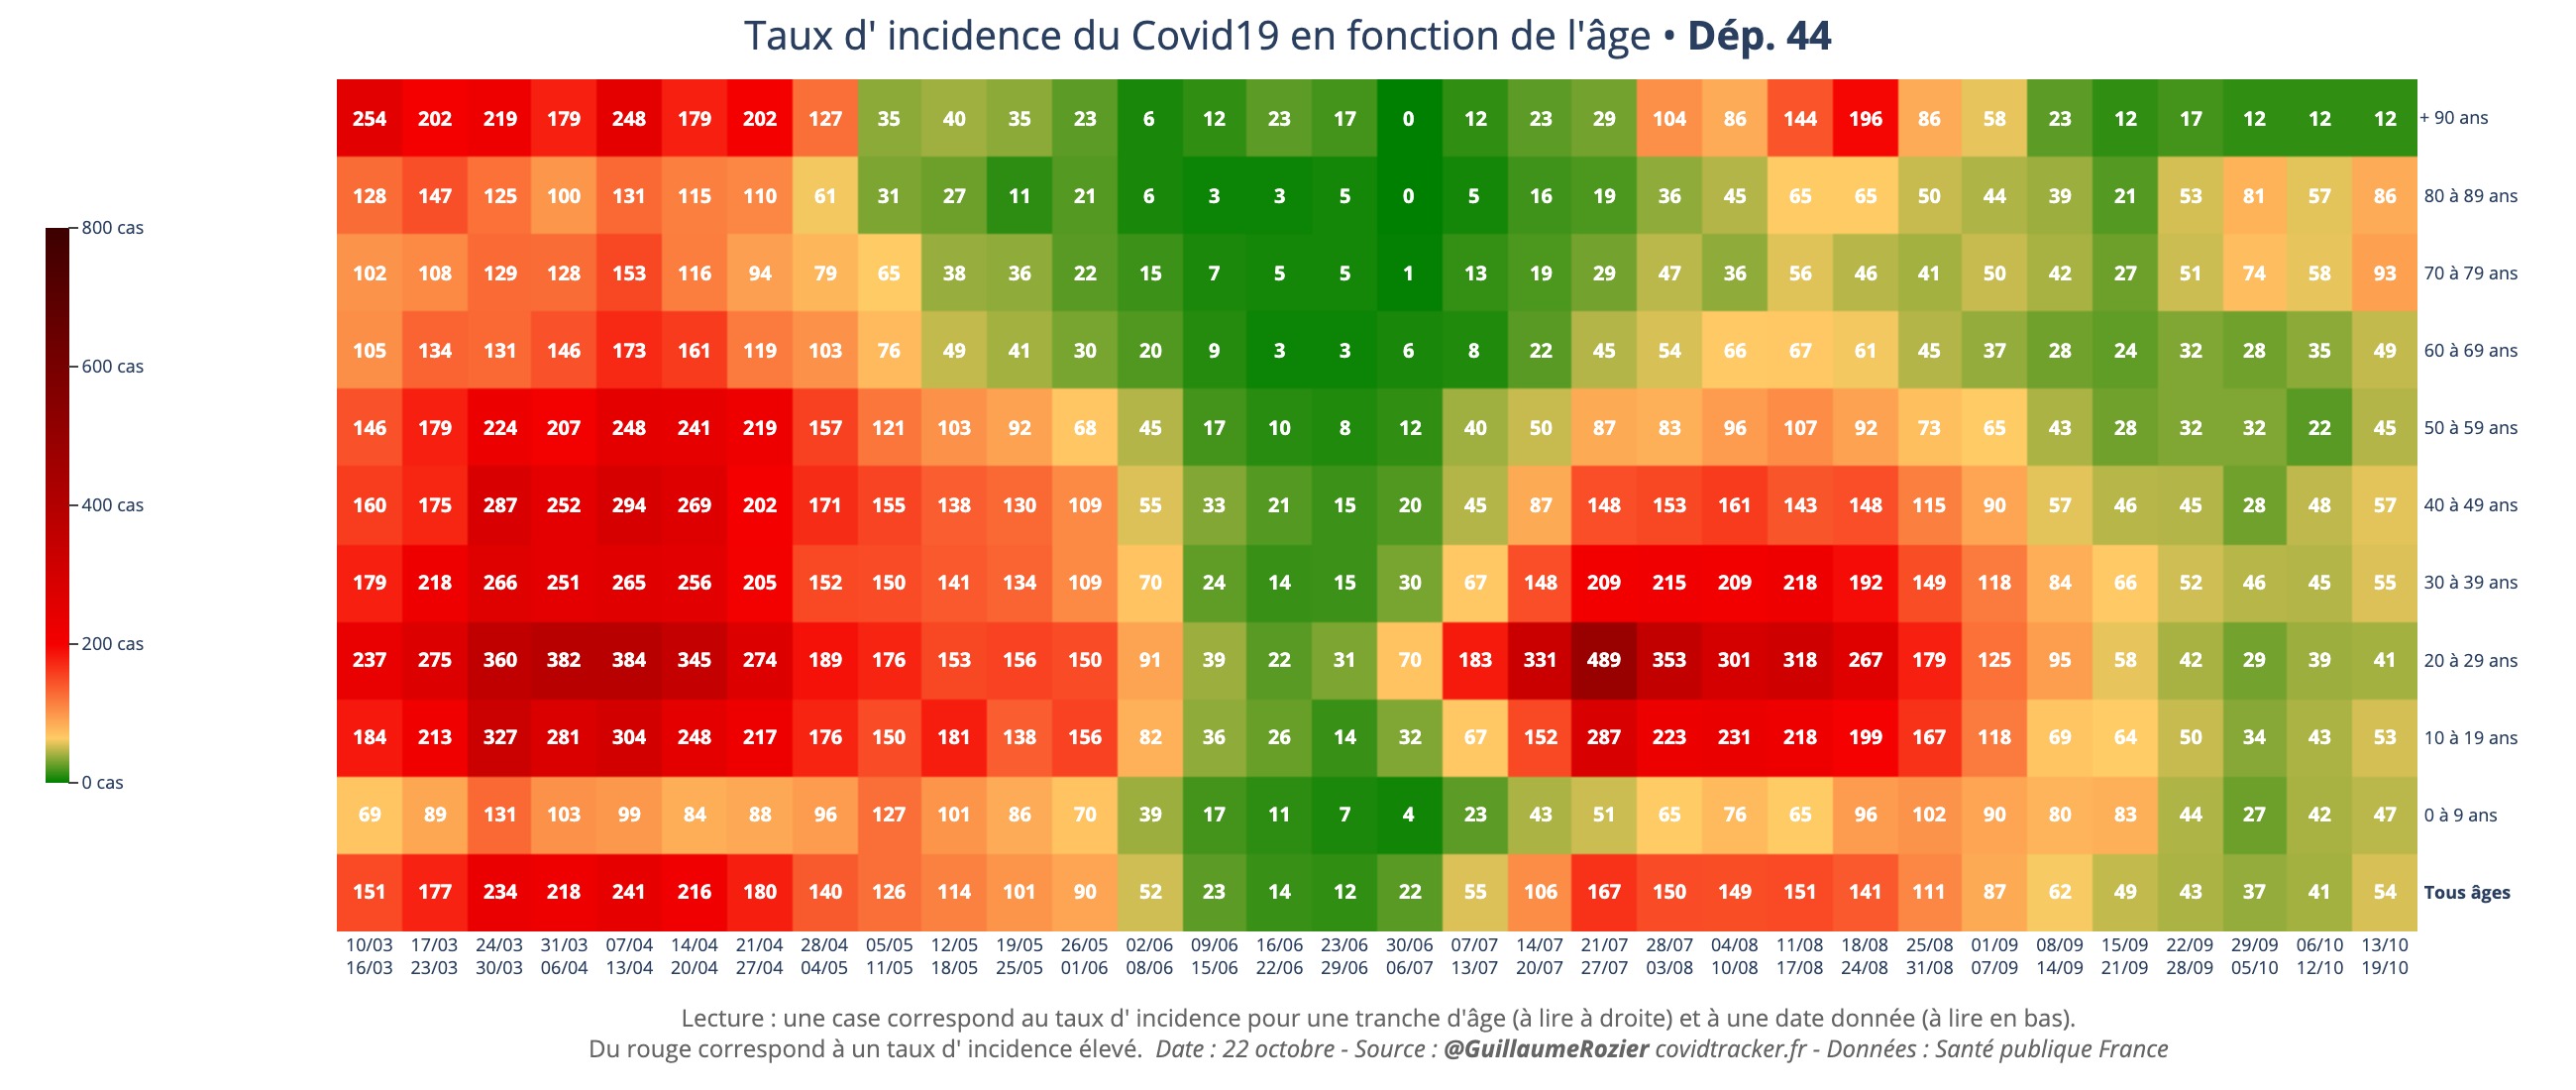 Taux d' incidence du Covid19 en fonction de l'âge • Dép. 44
254 202 219 179 248 179 202 127 35 40 35 23 6 12 23 17 0 12 23 29 104 86 144 196 86 58 23 12 17 12 12 12 + 90 ans
128 147 125 100 131 115 110 61 31 27 11 21 6 3 3 5 0 5 16 19 36 45 65 65 50 44 39 21 53 81 57 86 80 à 89 ans
800 cas
102 108 129 128 153 116 94 79 65 38 36 22 15 7 5 5 1 13 19 29 47 36 56 46 41 50 42 27 51 74 58 93 70 à 79 ans
105 134 131 146 173 161 119 103 76 49 41 30 20 9 3 3 6 8 22 45 54 66 67 61 45 37 28 24 32 28 35 49 60 à 69 ans
600 cas
146 179 224 207 248 241 219 157 121 103 92 68 45 17 10 8 12 40 50 87 83 96 107 92 73 65 43 28 32 32 22 45 50 à 59 ans
400 cas
160 175 287 252 294 269 202 171 155 138 130 109 55 33 21 15 20 45 87 148 153 161 143 148 115 90 57 46 45 28 48 57 40 à 49 ans
179 218 266 251 265 256 205 152 150 141 134 109 70 24 14 15 30 67 148 209 215 209 218 192 149 118 84 66 52 46 45 55 30 à 39 ans
200 cas
237 275 360 382 384 345 274 189 176 153 156 150 91 39 22 31 70 183 331 489 353 301 318 267 179 125 95 58 42 29 39 41 20 à 29 ans
184 213 327 281 304 248 217 176 150 181 138 156 82 36 26 14 32 67 152 287 223 231 218 199 167 118 69 64 50 34 43 53 10 à 19 ans
0 cas
69 89 131 103 99 84 88 96 127 101 86 70 39 17 11 7 4 23 43 51 65 76 65 96 102 90 80 83 44 27 42 47 0 à 9 ans
151 177 234 218 241 216 180 140 126 114 101 90 52 23 14 12 22 55 106 167 150 149 151 141 111 87 62 49 43 37 41 54 Tous âges
10/03 17/03 24/03 31/03 07/04 14/04 21/04 28/04 05/05 12/05 19/05 26/05 02/06 09/06 16/06 23/06 30/06 07/07 14/07 21/07 28/07 04/08 11/08 18/08 25/08 01/09 08/09 15/09 22/09 29/09 06/10 13/10
16/03 23/03 30/03 06/04 13/04 20/04 27/04 04/05 11/05 18/05 25/05 01/06 08/06 15/06 22/06 29/06 06/07 13/07 20/07 27/07 03/08 10/08 17/08 24/08 31/08 07/09 14/09 21/09 28/09 05/10 12/10 19/10
Lecture : une case correspond au taux d' incidence pour une tranche d'âge (à lire à droite) et à une date donnée (à lire en bas).
Du rouge correspond à un taux d' incidence élevé. Date : 22 octobre - Source : @GuillaumeRozier covidtracker.fr - Données : Santé publique France